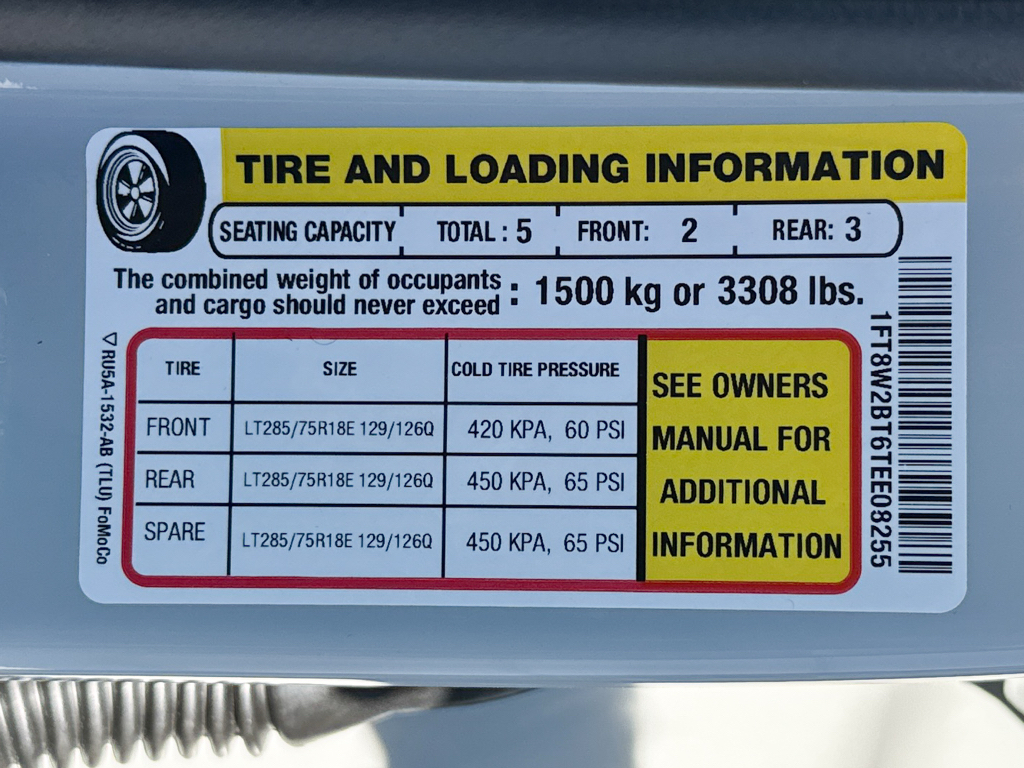 TIRE AND LOADING INFORMATION
SEATING CAPACITY TOTAL : 5 FRONT: 2 REAR: 3
The combined weight of occupants
and cargo should never exceed : 1500 kg or 3308 lbs.
TIRE SIZE COLD TIRE PRESSURE
FRONT LT285/75R18E 129/126Q 420 KPA, 60 PSI
REAR LT285/75R18E 129/126Q 450 KPA, 65 PSI
SPARE LT285/75R18E 129/126Q 450 KPA, 65 PSI
SEE OWNERS
MANUAL FOR
ADDITIONAL
INFORMATION
1FT8W2BT6TEE08255
▽RU5A-1532-AB (TLU) FoMoCo